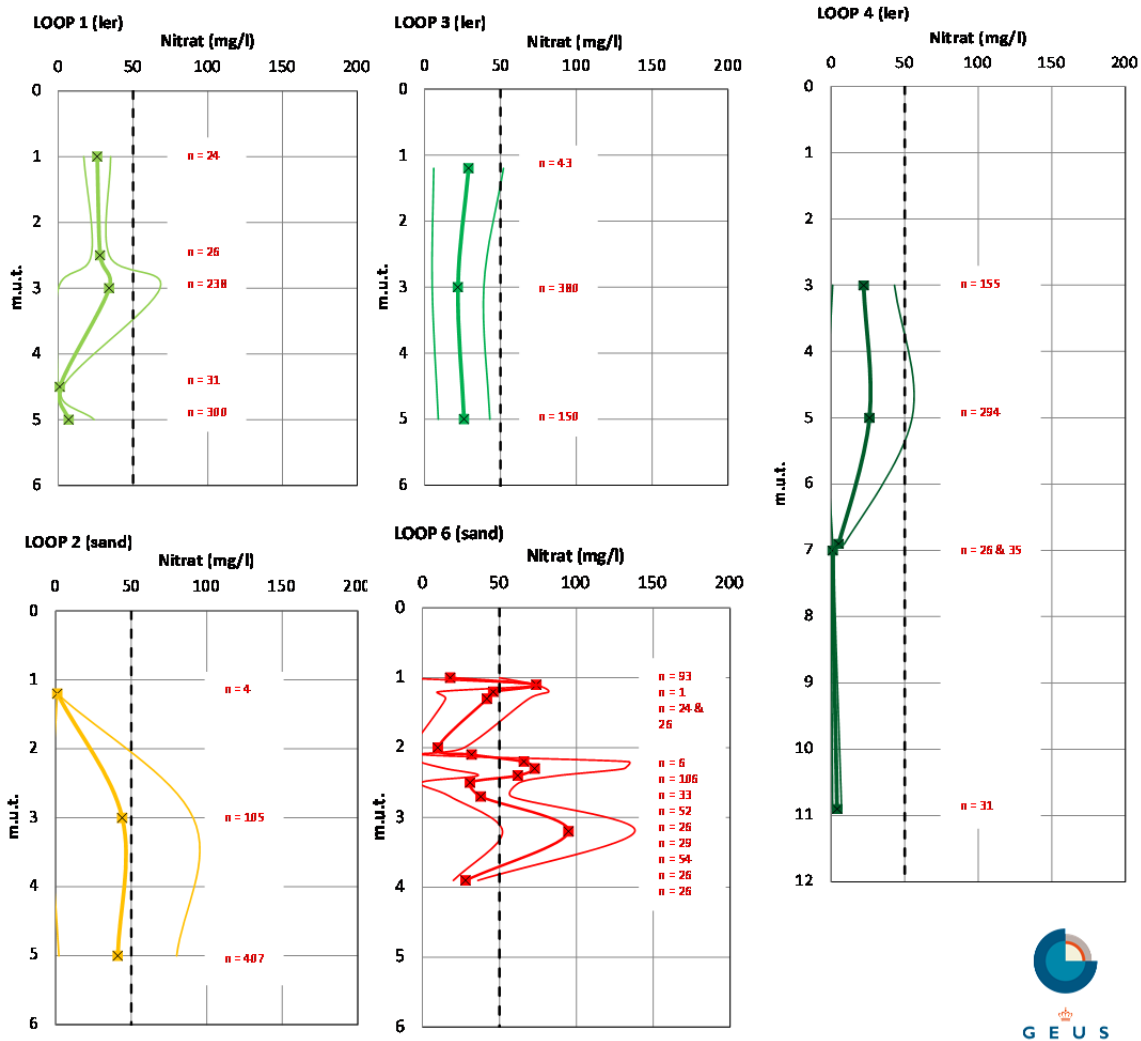 LOOP 1 (ler)
Nitrat (mg/l)
0 50 100 150 200
0
1
2
3
4
5
6
m.u.t.
n = 24
n = 26
n = 238
n = 31
n = 300
LOOP 3 (ler)
Nitrat (mg/l)
0 50 100 150 200
0
1
2
3
4
5
6
m.u.t.
n = 43
n = 380
n = 150
LOOP 4 (ler)
Nitrat (mg/l)
0 50 100 150 200
0
1
2
3
4
5
6
7
8
9
10
11
12
m.u.t.
n = 155
n = 294
n = 26 & 35
n = 31
LOOP 2 (sand)
Nitrat (mg/l)
0 50 100 150 200
0
1
2
3
4
5
6
m.u.t.
n = 4
n = 105
n = 407
LOOP 6 (sand)
Nitrat (mg/l)
0 50 100 150 200
0
1
2
3
4
5
6
m.u.t.
n = 93
n = 1
n = 24 &
26
n = 6
n = 106
n = 33
n = 52
n = 26
n = 29
n = 54
n = 26
n = 26
G E U S